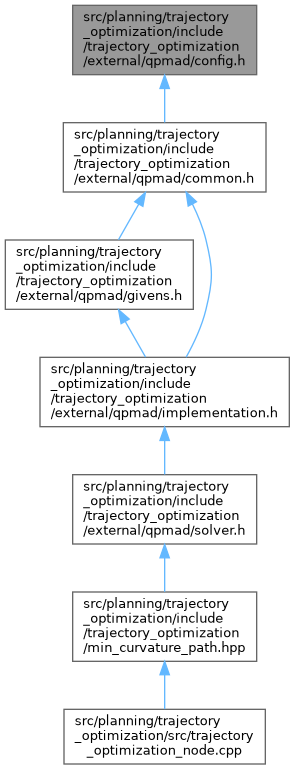 src/planning/trajectory
_optimization/include
/trajectory_optimization
/external/qpmad/config.h
src/planning/trajectory
_optimization/include
/trajectory_optimization
/external/qpmad/common.h
src/planning/trajectory
_optimization/include
/trajectory_optimization
/external/qpmad/givens.h
src/planning/trajectory
_optimization/include
/trajectory_optimization
/external/qpmad/implementation.h
src/planning/trajectory
_optimization/include
/trajectory_optimization
/external/qpmad/solver.h
src/planning/trajectory
_optimization/include
/trajectory_optimization
/min_curvature_path.hpp
src/planning/trajectory
_optimization/src/trajectory
_optimization_node.cpp